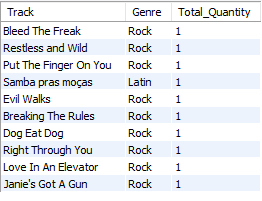 Track Genre Total_Quantity
Bleed The Freak Rock 1
Restless and Wild Rock 1
Put The Finger On You Rock 1
Samba pras moças Latin 1
Evil Walks Rock 1
Breaking The Rules Rock 1
Dog Eat Dog Rock 1
Right Through You Rock 1
Love In An Elevator Rock 1
Janie's Got A Gun Rock 1